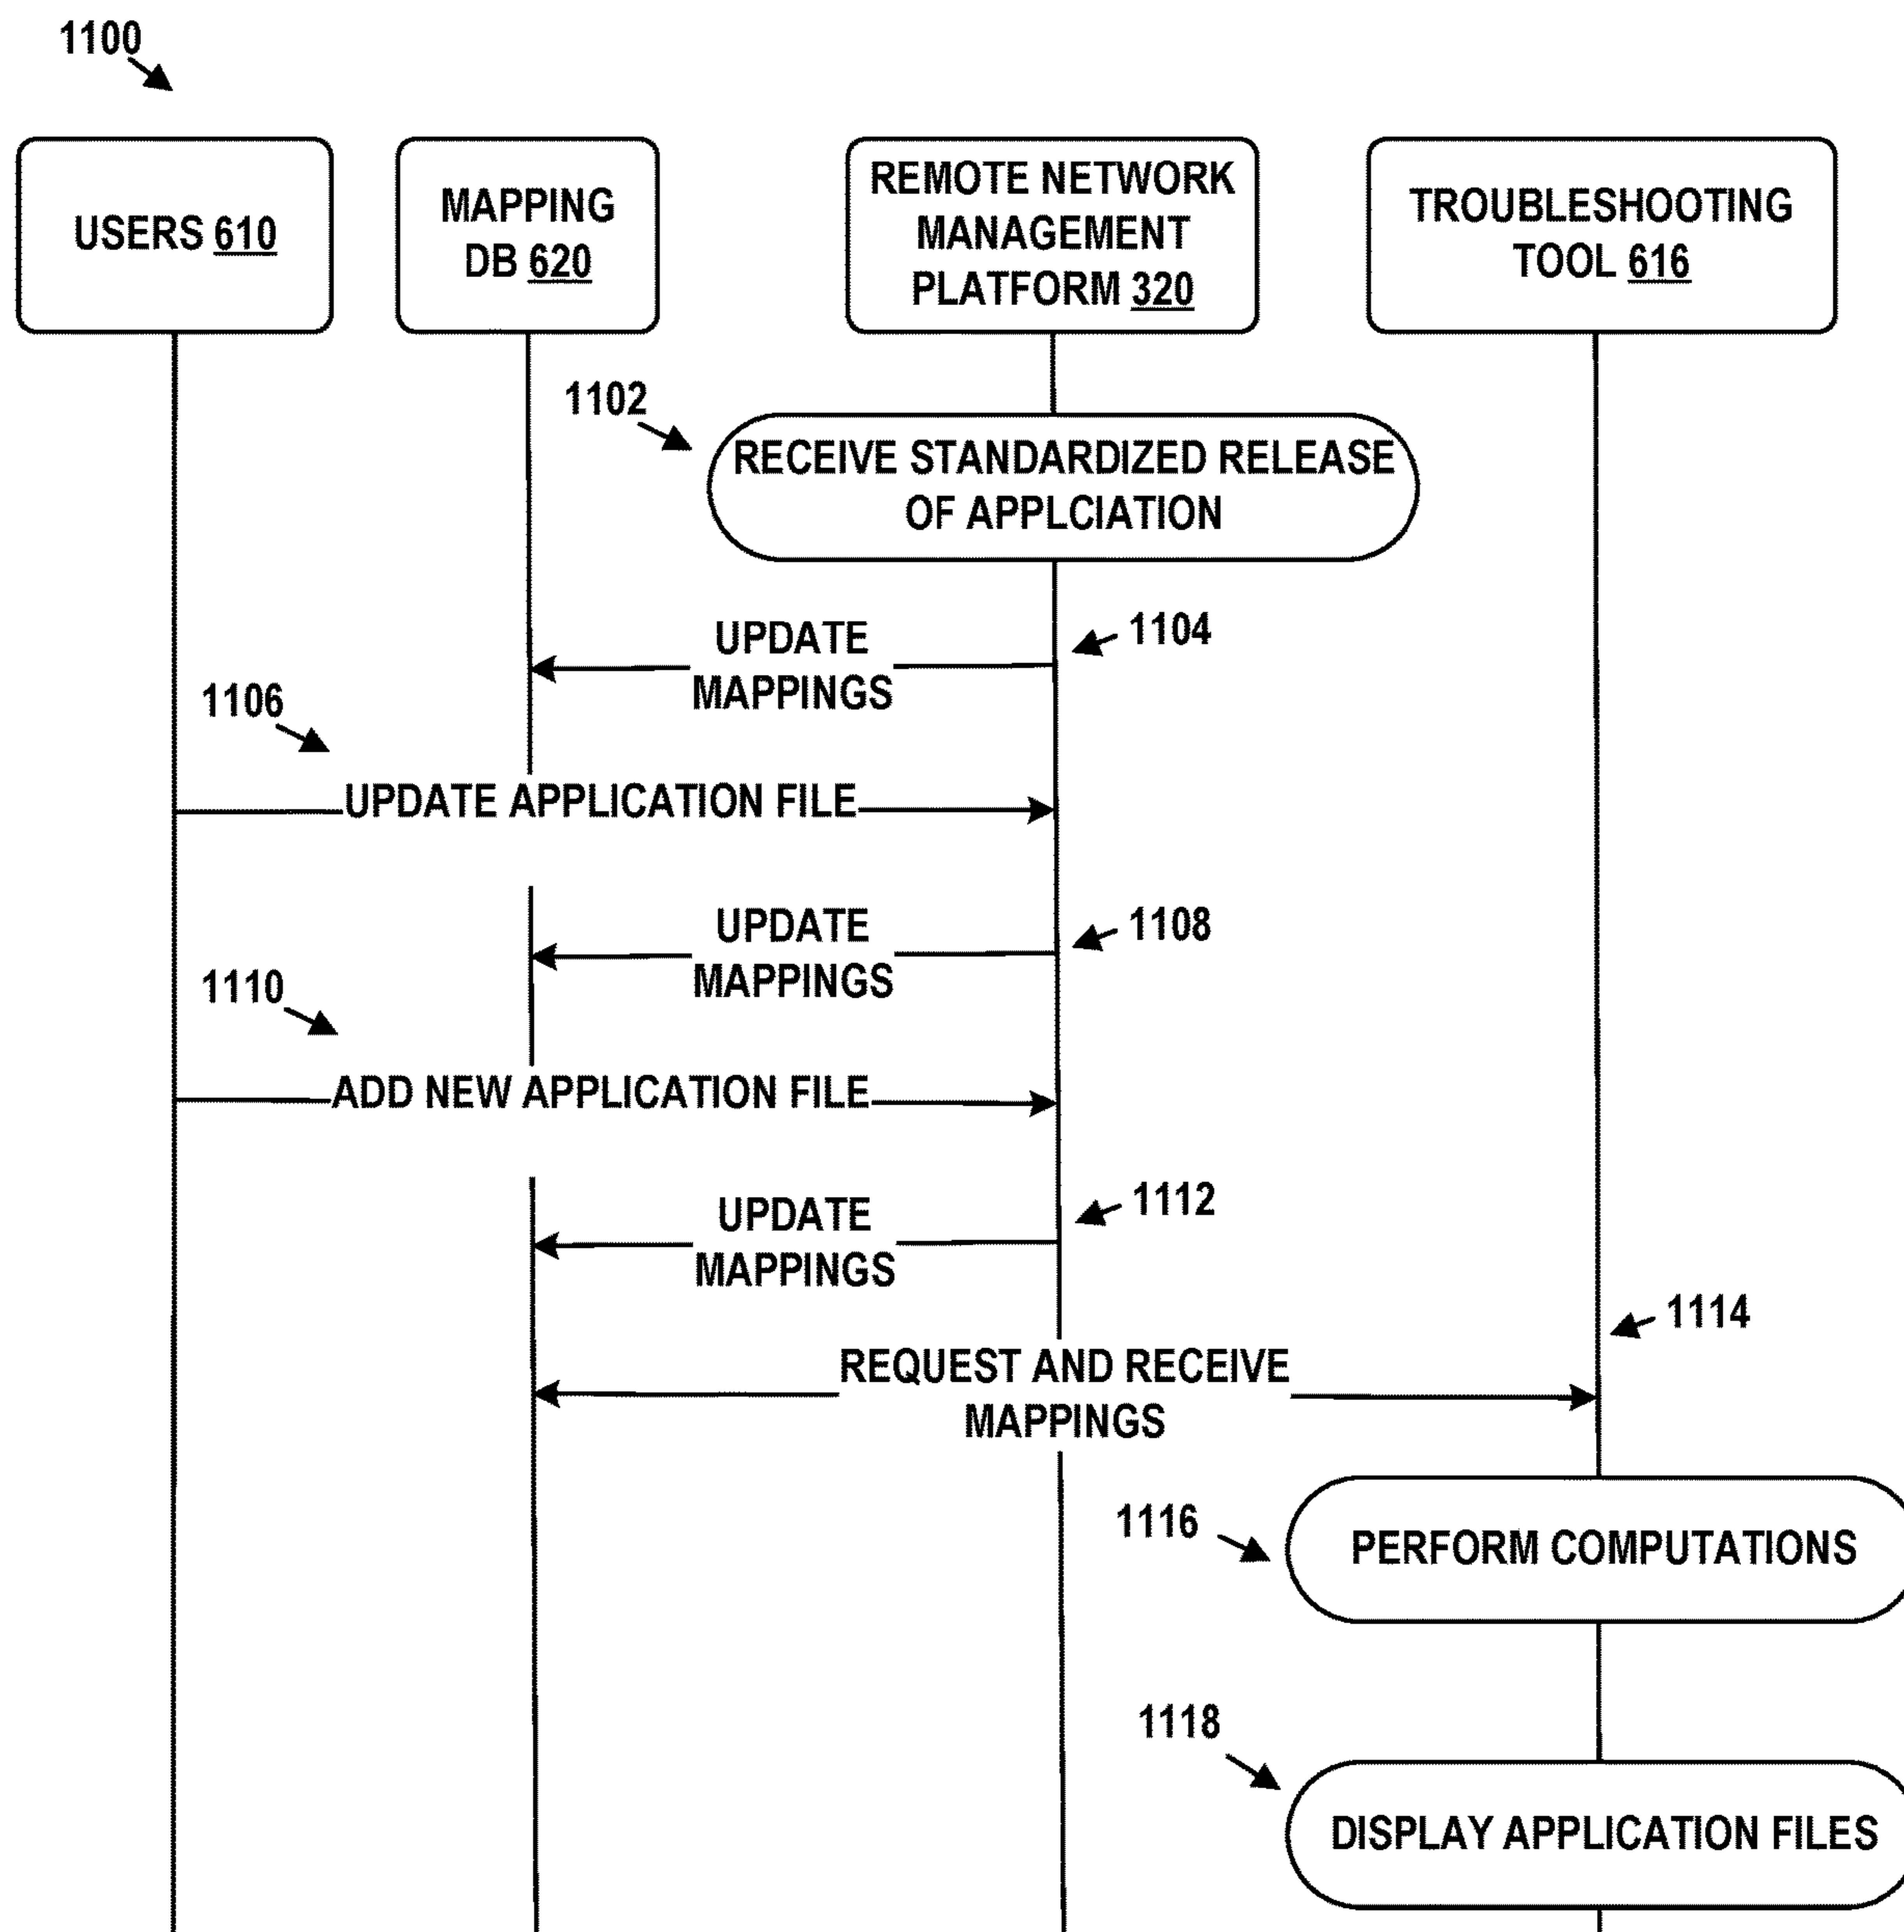 1100
USERS 610
MAPPING
DB 620
REMOTE NETWORK
MANAGEMENT
PLATFORM 320
TROUBLESHOOTING
TOOL 616
1102
RECEIVE STANDARDIZED RELEASE
OF APPLCIATION
1104
UPDATE
MAPPINGS
1106
UPDATE APPLICATION FILE
1108
UPDATE
MAPPINGS
1110
ADD NEW APPLICATION FILE
1112
UPDATE
MAPPINGS
1114
REQUEST AND RECEIVE
MAPPINGS
1116
PERFORM COMPUTATIONS
1118
DISPLAY APPLICATION FILES